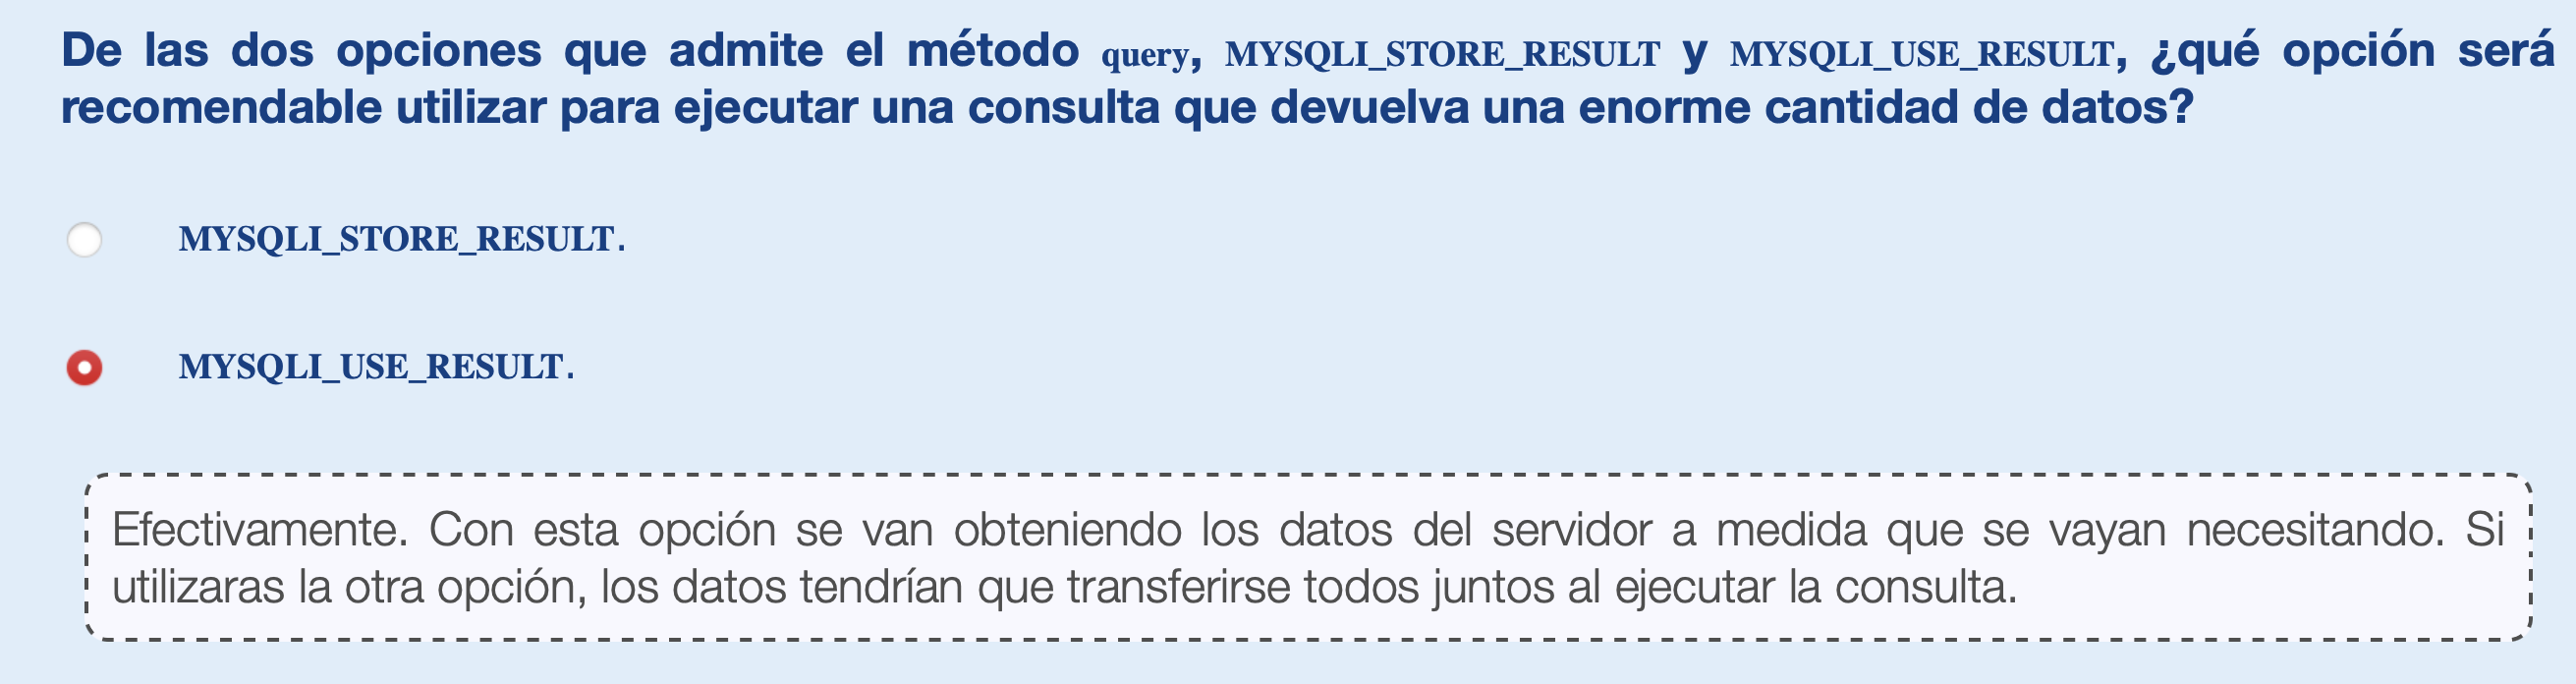 De las dos opciones que admite el método query, MYSQLI_STORE_RESULT y MYSQLI_USE_RESULT, ¿qué opción será
recomendable utilizar para ejecutar una consulta que devuelva una enorme cantidad de datos?
MYSQLI_STORE_RESULT.
MYSQLI_USE_RESULT.
Efectivamente. Con esta opción se van obteniendo los datos del servidor a medida que se vayan necesitando. Si
utilizaras la otra opción, los datos tendrían que transferirse todos juntos al ejecutar la consulta.